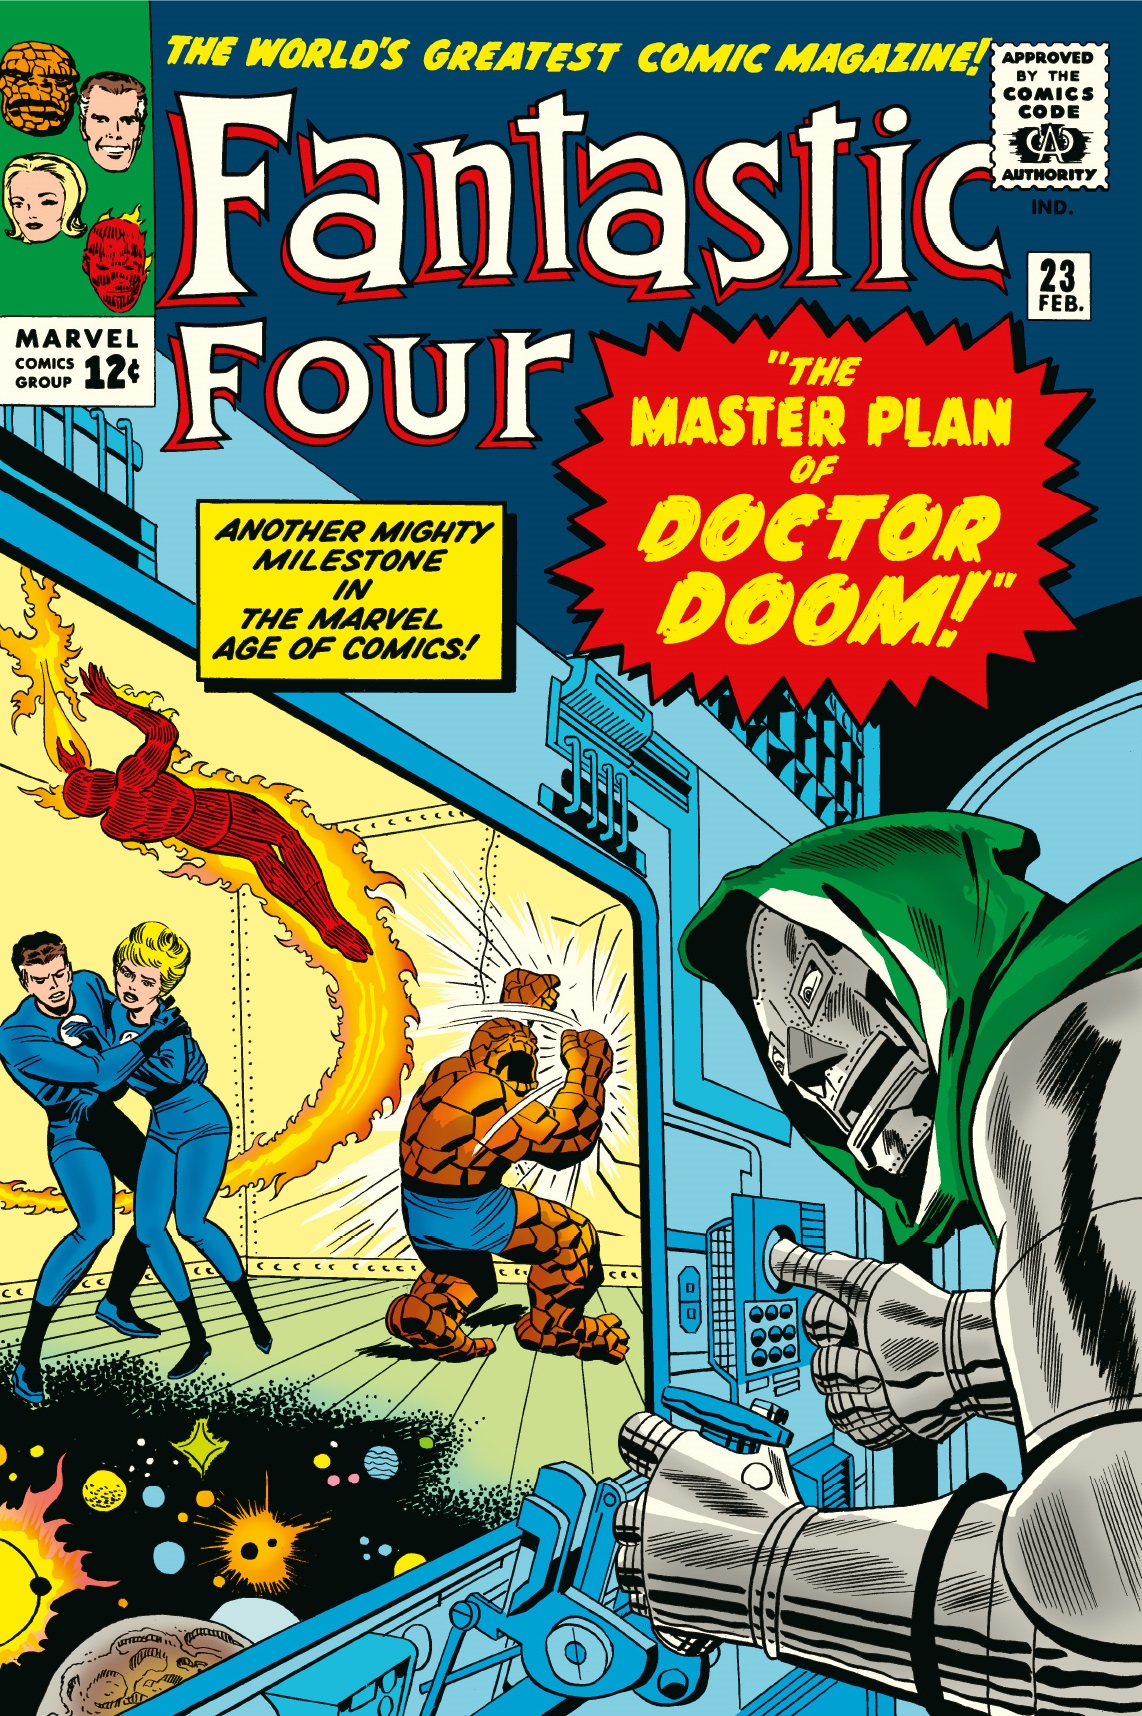 THE WORLD'S GREATEST COMIC MAGAZINE!
Fantastic
Four
APPROVED
BY THE
COMICS
CODE
CA
AUTHORITY
IND.
23
FEB.
MARVEL
COMICS
GROUP 12¢
"THE
MASTER PLAN
OF
DOCTOR
DOOM!"
ANOTHER MIGHTY
MILESTONE
IN
THE MARVEL
AGE OF COMICS!
4